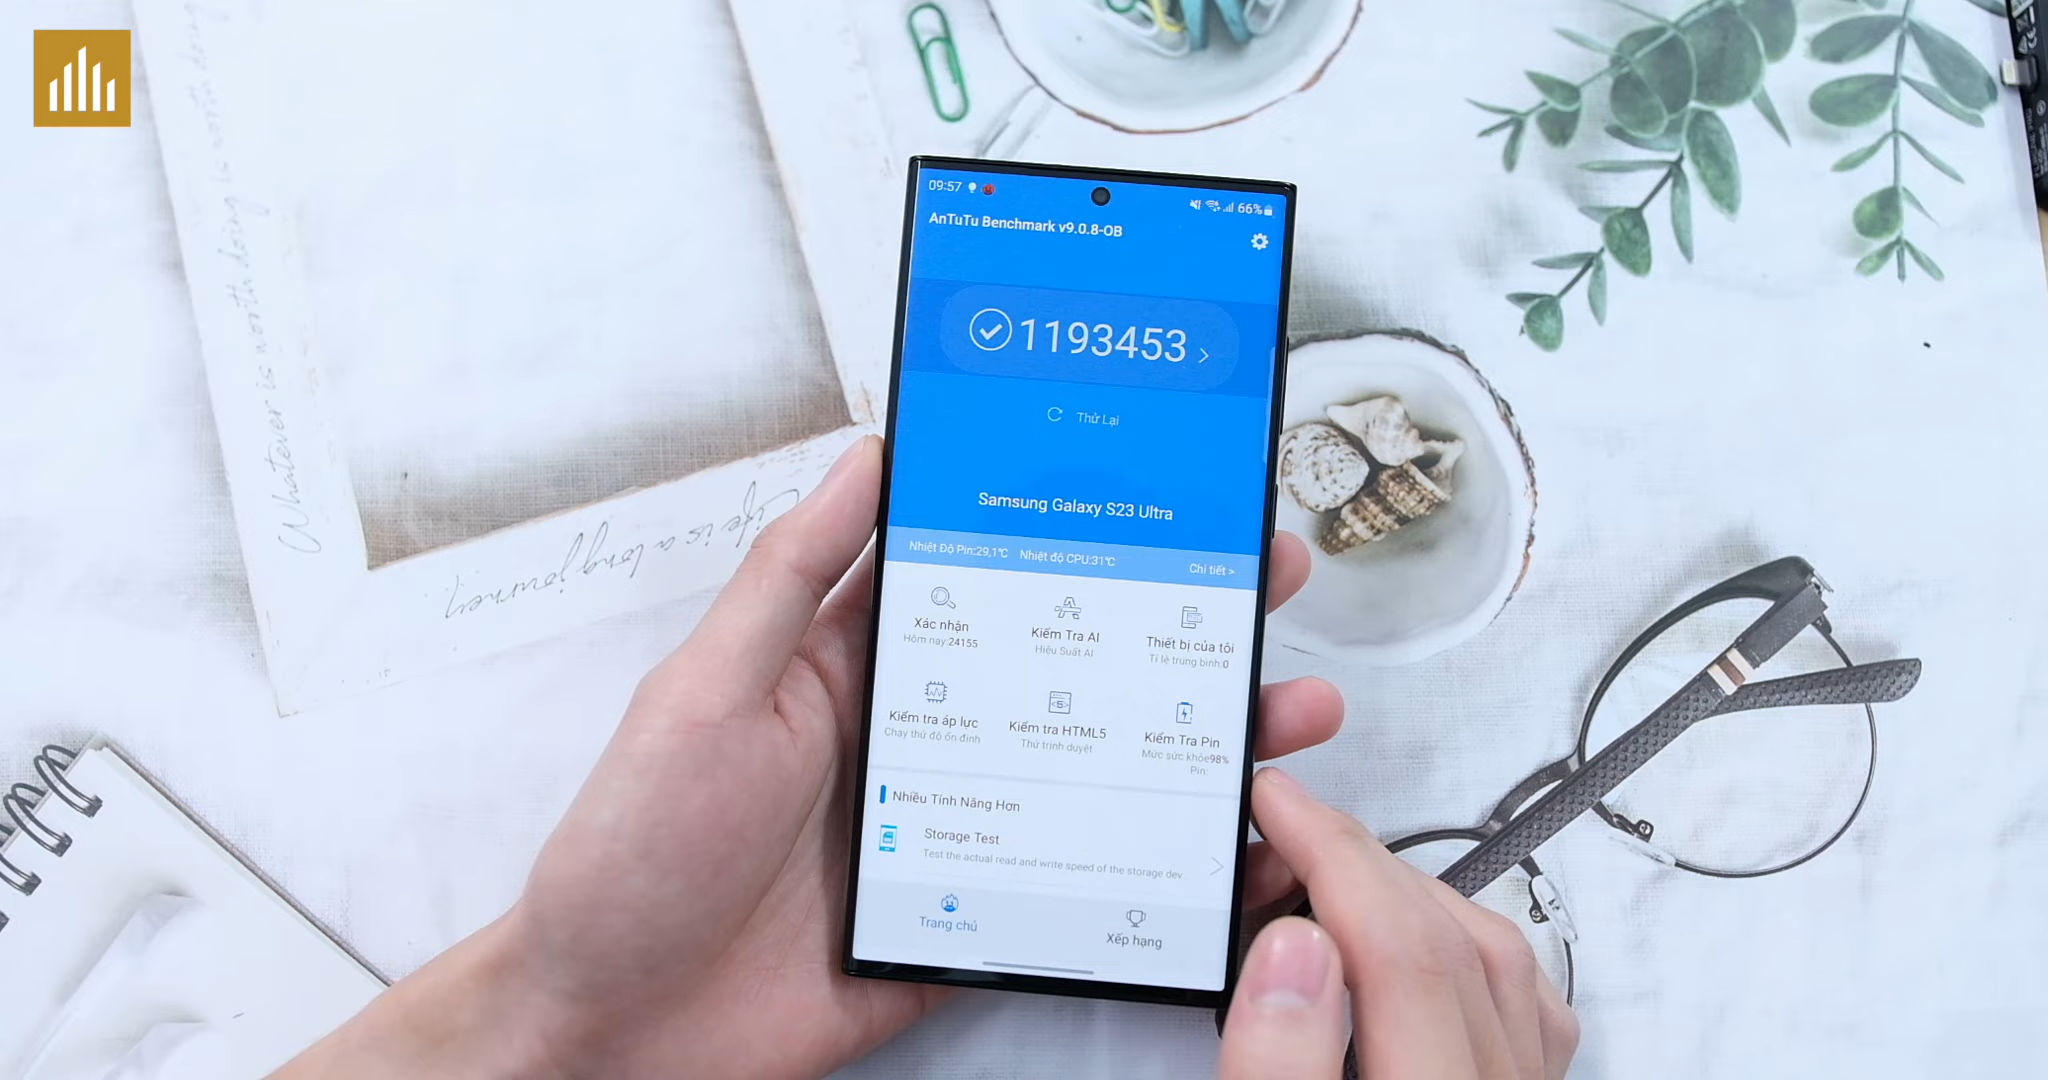 09:57
66%
AnTuTu Benchmark v9.0.8-OB
1193453
Thử Lại
Samsung Galaxy S23 Ultra
Nhiệt Độ Pin:29,1℃ Nhiệt độ CPU:31℃ Chi tiết >
Xác nhận
Hôm nay:24155
Kiểm Tra AI
Hiệu Suất AI
Thiết bị của tôi
Tỉ lệ trung bình:0
Kiểm tra áp lực
Chạy thử độ ổn định
Kiểm tra HTML5
Thử trình duyệt
Kiểm Tra Pin
Mức sức khỏe98%
Pin:
Nhiều Tính Năng Hơn
Storage Test
Test the actual read and write speed of the storage dev
Trang chủ
Xếp hạng
Whatever is worth doing is worth doing
Life is a long journey